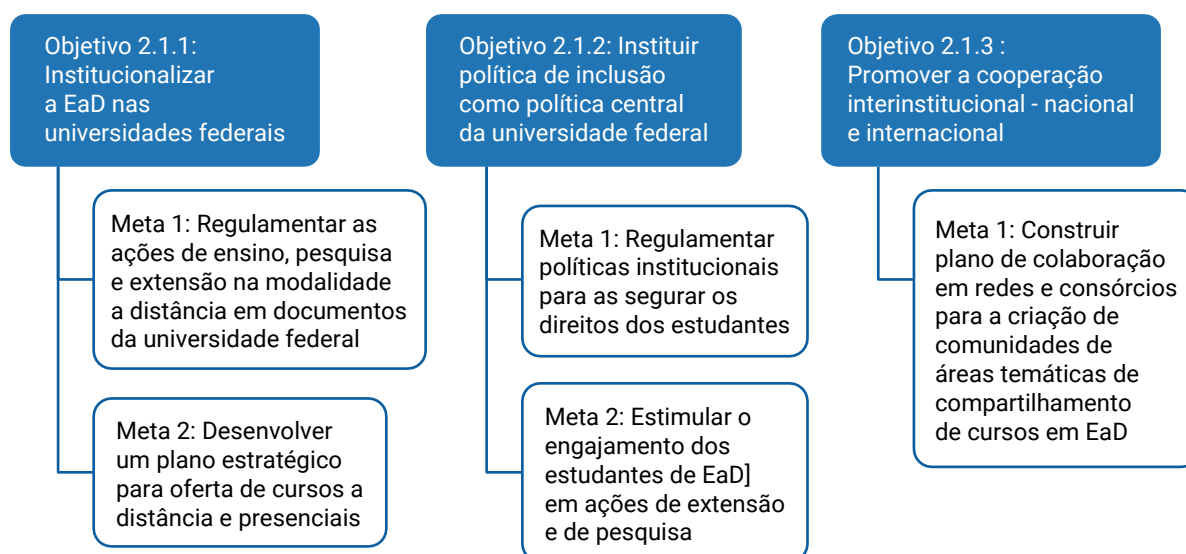 Objetivo 2.1.1:
Institucionalizar
a EaD nas
universidades federais
Meta 1: Regulamentar as
ações de ensino, pesquisa
e extensão na modalidade
a distância em documentos
da universidade federal
Meta 2: Desenvolver
um plano estratégico
para oferta de cursos a
distância e presenciais
Objetivo 2.1.2: Instituir
política de inclusão
como política central
da universidade federal
Meta 1: Regulamentar
políticas institucionais
para as segurar os
direitos dos estudantes
Meta 2: Estimular o
engajamento dos
estudantes de EaD]
em ações de extensão
e de pesquisa
Objetivo 2.1.3 :
Promover a cooperação
interinstitucional - nacional
e internacional
Meta 1: Construir
plano de colaboração
em redes e consórcios
para a criação de
comunidades de
áreas temáticas de
compartilhamento
de cursos em EaD